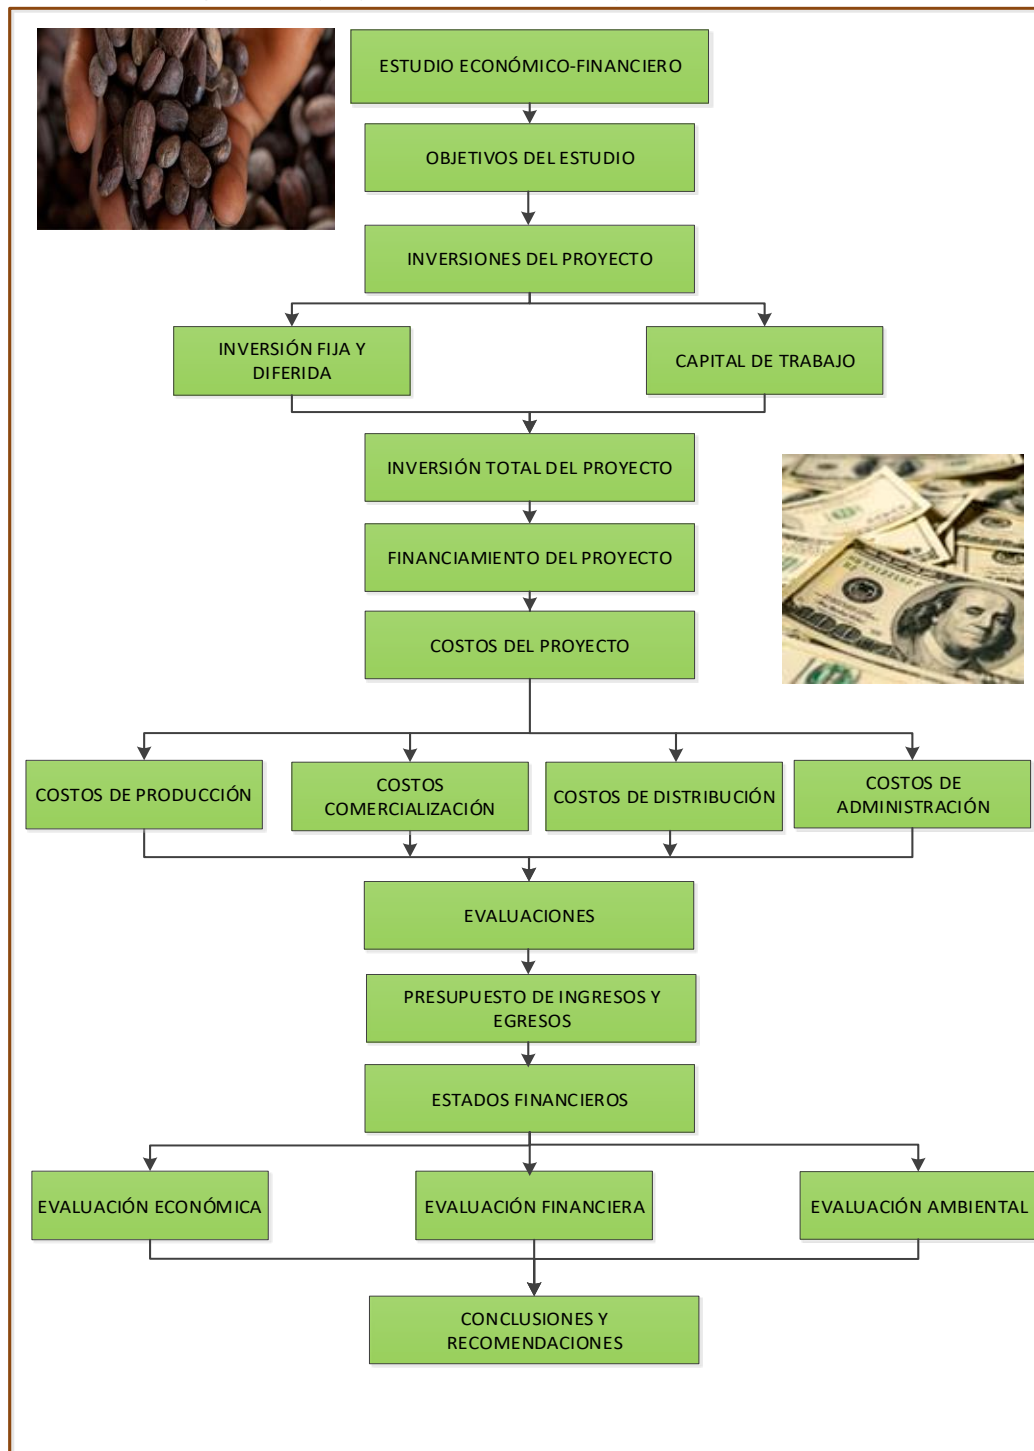 ESTUDIO ECONÓMICO-FINANCIERO
OBJETIVOS DEL ESTUDIO
INVERSIONES DEL PROYECTO
INVERSIÓN FIJA Y
DIFERIDA
CAPITAL DE TRABAJO
INVERSIÓN TOTAL DEL PROYECTO
FINANCIAMIENTO DEL PROYECTO
COSTOS DEL PROYECTO
COSTOS DE PRODUCCIÓN
COSTOS
COMERCIALIZACIÓN
COSTOS DE DISTRIBUCIÓN
COSTOS DE
ADMINISTRACIÓN
EVALUACIONES
PRESUPUESTO DE INGRESOS Y
EGRESOS
ESTADOS FINANCIEROS
EVALUACIÓN ECONÓMICA
EVALUACIÓN FINANCIERA
EVALUACIÓN AMBIENTAL
CONCLUSIONES Y
RECOMENDACIONES